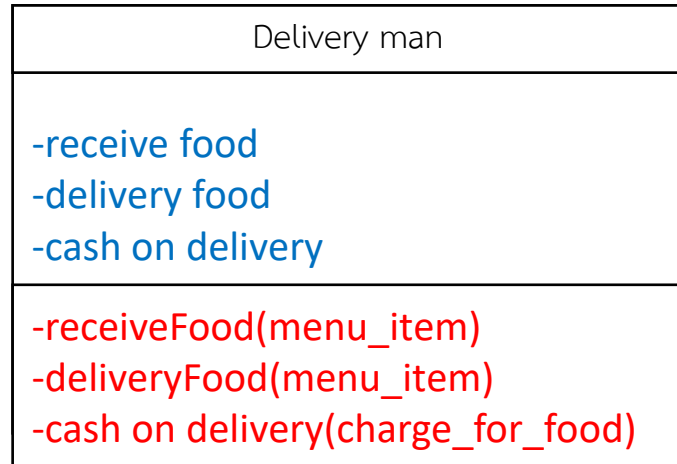 Delivery man
-receive food
-delivery food
-cash on delivery
-receiveFood(menu_item)
-deliveryFood(menu_item)
-cash on delivery(charge_for_food)